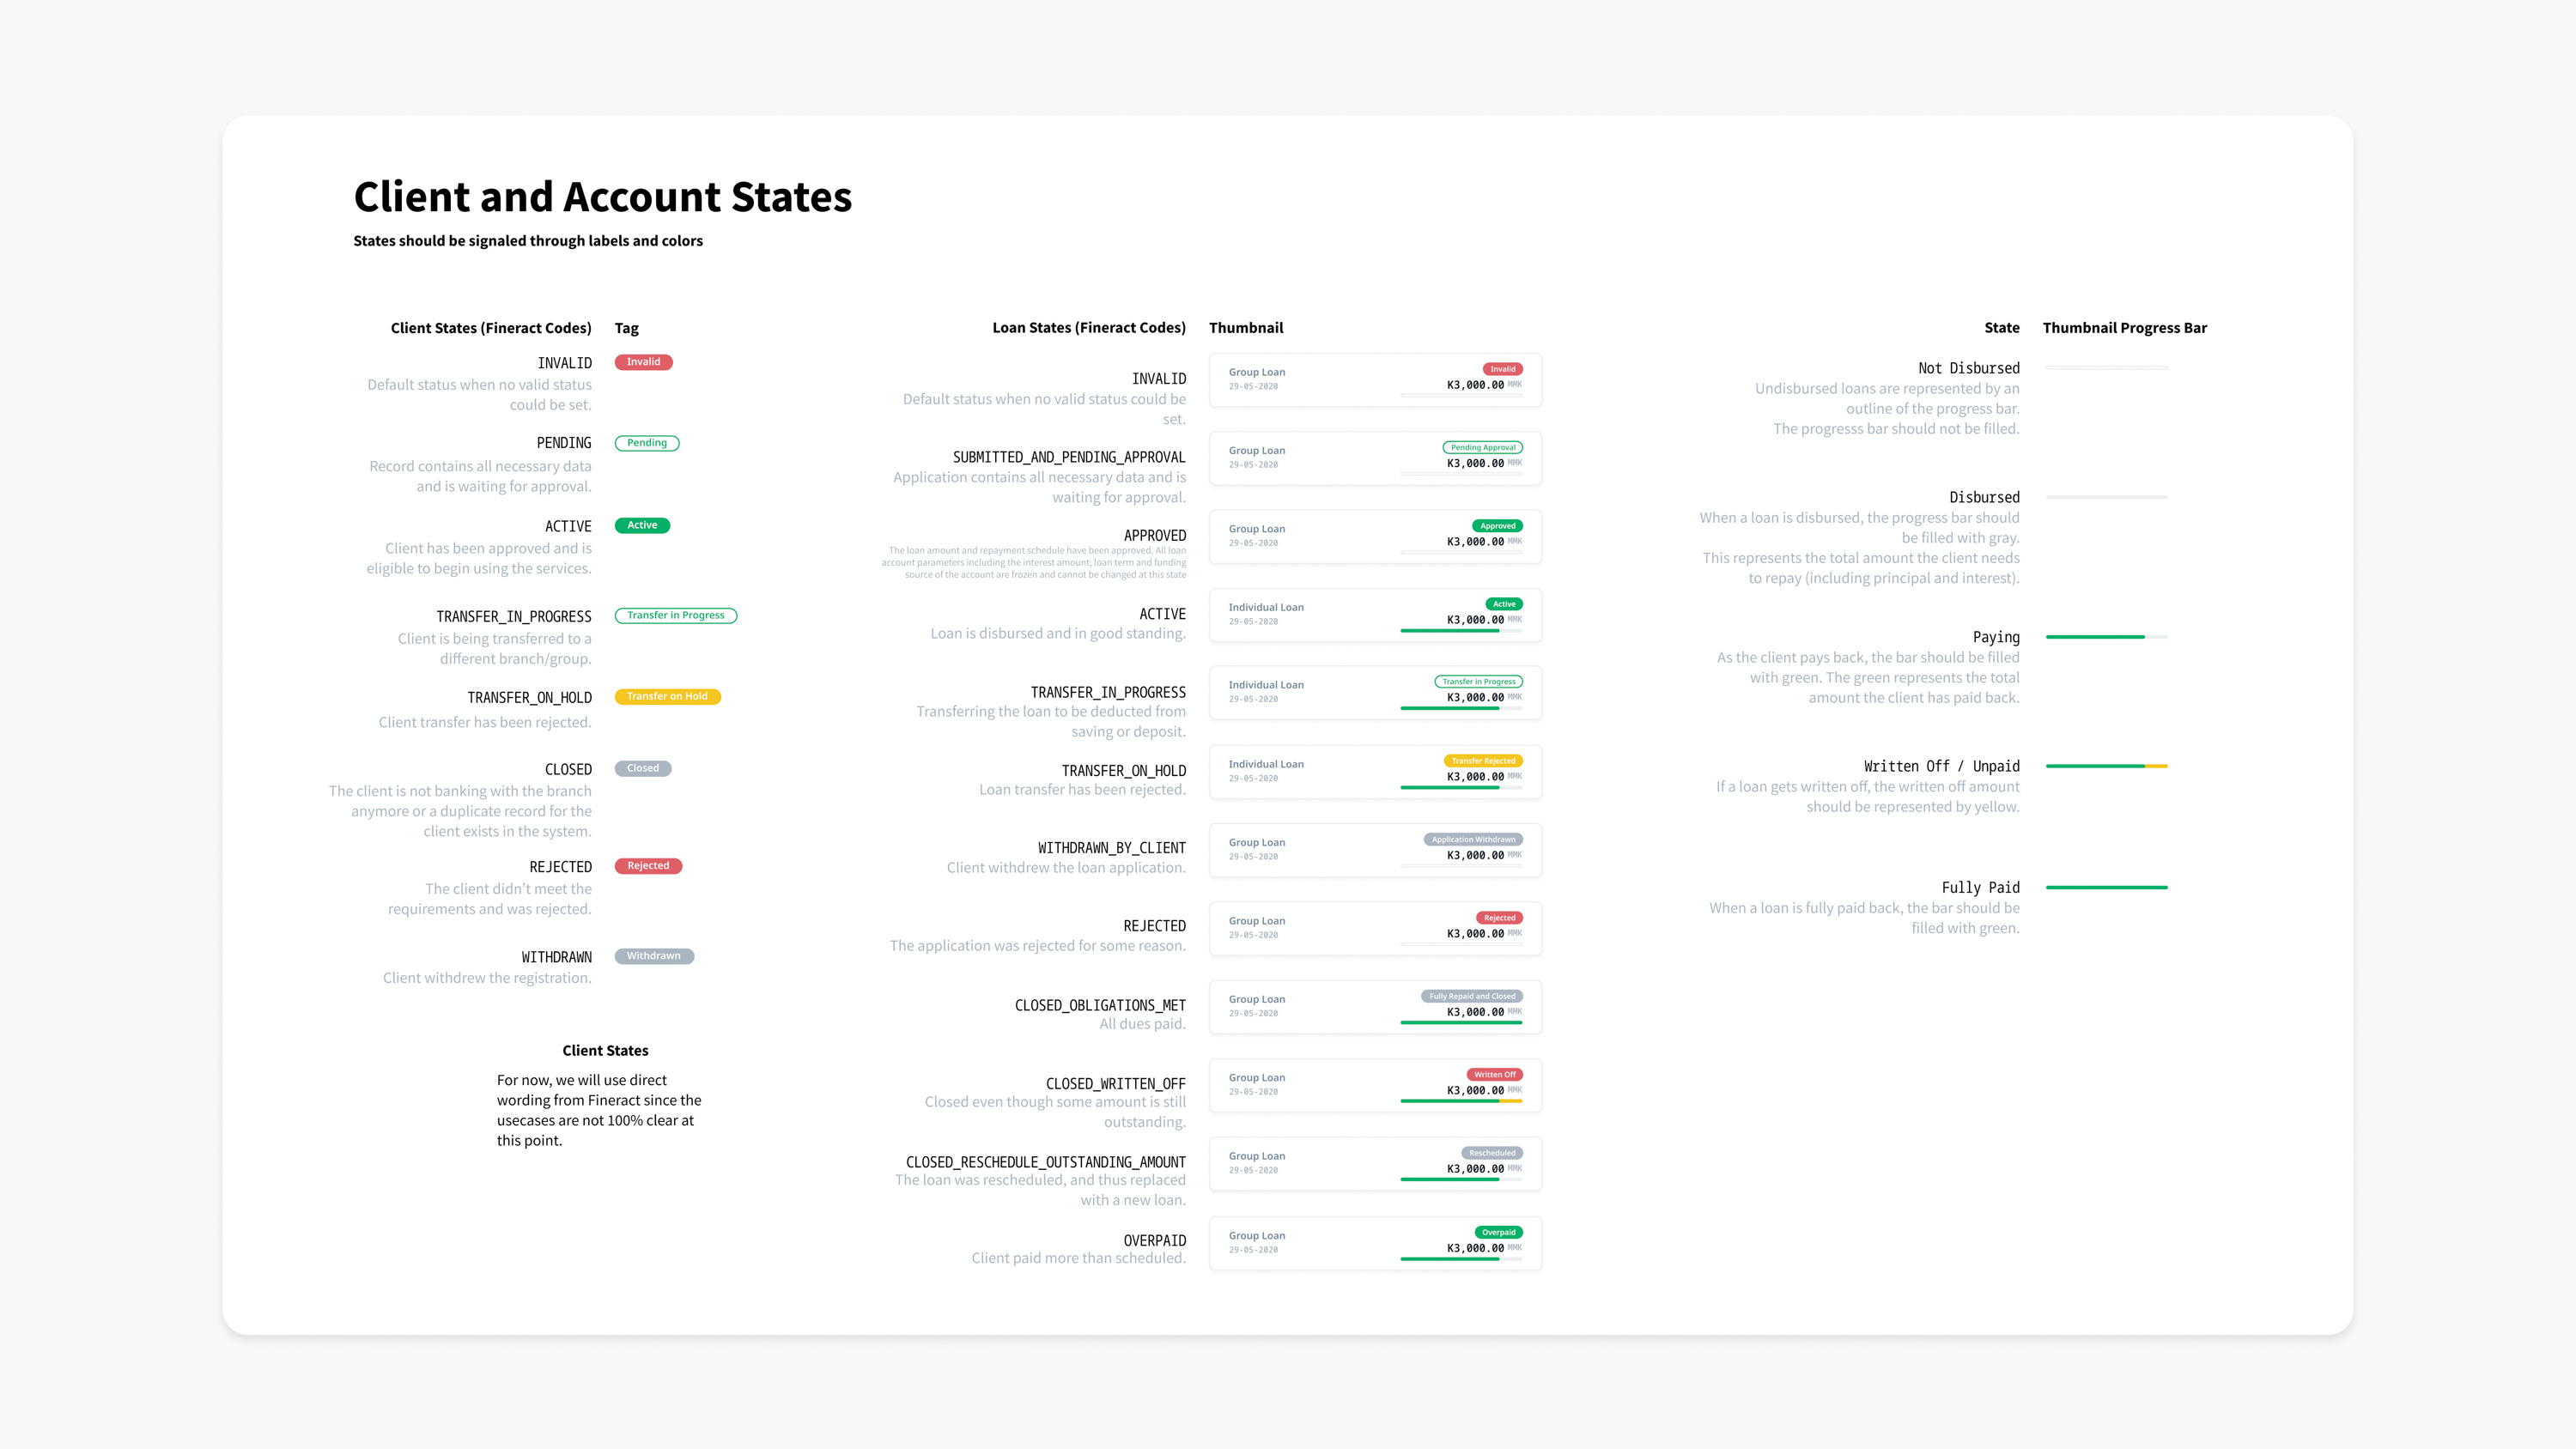 Client and Account States
States should be signaled through labels and colors
Client States (Fineract Codes) Tag
INVALID Invalid
Default status when no valid status
could be set.
PENDING Pending
Record contains all necessary data
and is waiting for approval.
ACTIVE Active
Client has been approved and is
eligible to begin using the services.
TRANSFER_IN_PROGRESS Transfer in Progress
Client is being transferred to a
different branch/group.
TRANSFER_ON_HOLD Transfer on Hold
Client transfer has been rejected.
CLOSED Closed
The client is not banking with the branch
anymore or a duplicate record for the
client exists in the system.
REJECTED Rejected
The client didn't meet the
requirements and was rejected.
WITHDRAWN Withdrawn
Client withdrew the registration.
Client States
For now, we will use direct
wording from Fineract since the
usecases are not 100% clear at
this point.
Loan States (Fineract Codes) Thumbnail
INVALID
Default status when no valid status could be
set.
Group Loan Invalid
29-05-2020 K3,000.00 MMK
SUBMITTED_AND_PENDING_APPROVAL
Application contains all necessary data and is
waiting for approval.
Group Loan Pending Approval
29-05-2020 K3,000.00 MMK
APPROVED
The loan amount and repayment schedule have been approved. All loan
account parameters including the interest amount, loan term and funding
source of the account are frozen and cannot be changed at this state
Group Loan Approved
29-05-2020 K3,000.00 MMK
ACTIVE
Loan is disbursed and in good standing.
Individual Loan Active
29-05-2020 K3,000.00 MMK
TRANSFER_IN_PROGRESS
Transferring the loan to be deducted from
saving or deposit.
Individual Loan Transfer in Progress
29-05-2020 K3,000.00 MMK
TRANSFER_ON_HOLD
Loan transfer has been rejected.
Individual Loan Transfer Rejected
29-05-2020 K3,000.00 MMK
WITHDRAWN_BY_CLIENT
Client withdrew the loan application.
Group Loan Application Withdrawn
29-05-2020 K3,000.00 MMK
REJECTED
The application was rejected for some reason.
Group Loan Rejected
29-05-2020 K3,000.00 MMK
CLOSED_OBLIGATIONS_MET
All dues paid.
Group Loan Fully Repaid and Closed
29-05-2020 K3,000.00 MMK
CLOSED_WRITTEN_OFF
Closed even though some amount is still
outstanding.
Group Loan Written Off
29-05-2020 K3,000.00 MMK
CLOSED_RESCHEDULE_OUTSTANDING_AMOUNT
The loan was rescheduled, and thus replaced
with a new loan.
Group Loan Rescheduled
29-05-2020 K3,000.00 MMK
OVERPAID
Client paid more than scheduled.
Group Loan Overpaid
29-05-2020 K3,000.00 MMK
State Thumbnail Progress Bar
Not Disbursed
Undisbursed loans are represented by an
outline of the progress bar.
The progresss bar should not be filled.
Disbursed
When a loan is disbursed, the progress bar should
be filled with gray.
This represents the total amount the client needs
to repay (including principal and interest).
Paying
As the client pays back, the bar should be filled
with green. The green represents the total
amount the client has paid back.
Written Off / Unpaid
If a loan gets written off, the written off amount
should be represented by yellow.
Fully Paid
When a loan is fully paid back, the bar should be
filled with green.